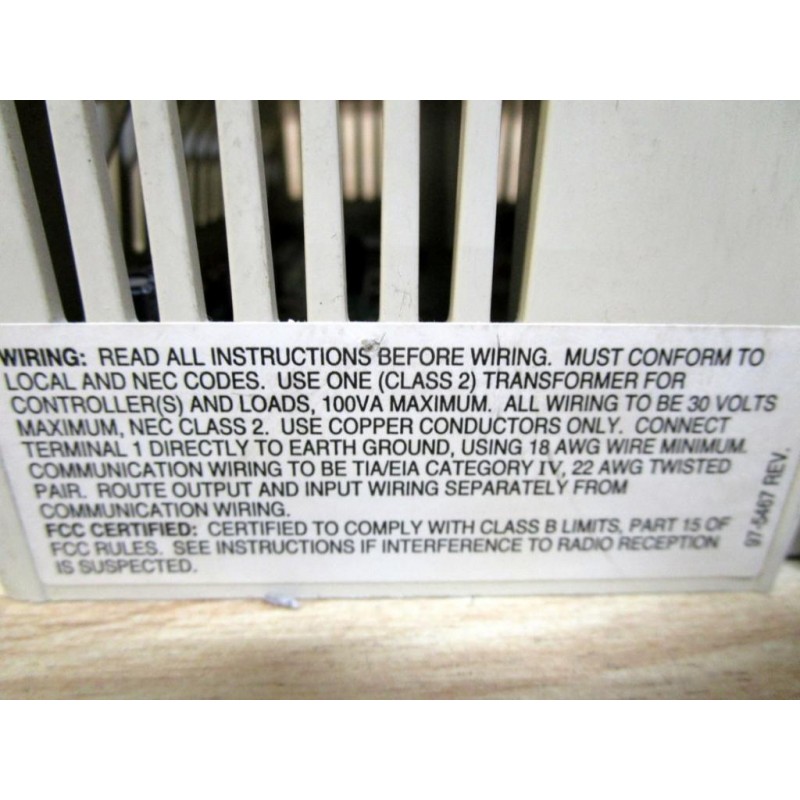 WIRING: READ ALL INSTRUCTIONS BEFORE WIRING. MUST CONFORM TO
LOCAL AND NEC CODES. USE ONE (CLASS 2) TRANSFORMER FOR
CONTROLLER(S) AND LOADS, 100VA MAXIMUM. ALL WIRING TO BE 30 VOLTS
MAXIMUM, NEC CLASS 2. USE COPPER CONDUCTORS ONLY. CONNECT
TERMINAL 1 DIRECTLY TO EARTH GROUND, USING 18 AWG WIRE MINIMUM.
COMMUNICATION WIRING TO BE TIA/EIA CATEGORY IV, 22 AWG TWISTED
PAIR. ROUTE OUTPUT AND INPUT WIRING SEPARATELY FROM
COMMUNICATION WIRING.
FCC CERTIFIED: CERTIFIED TO COMPLY WITH CLASS B LIMITS, PART 15 OF
FCC RULES. SEE INSTRUCTIONS IF INTERFERENCE TO RADIO RECEPTION
IS SUSPECTED.
97-5467 REV.